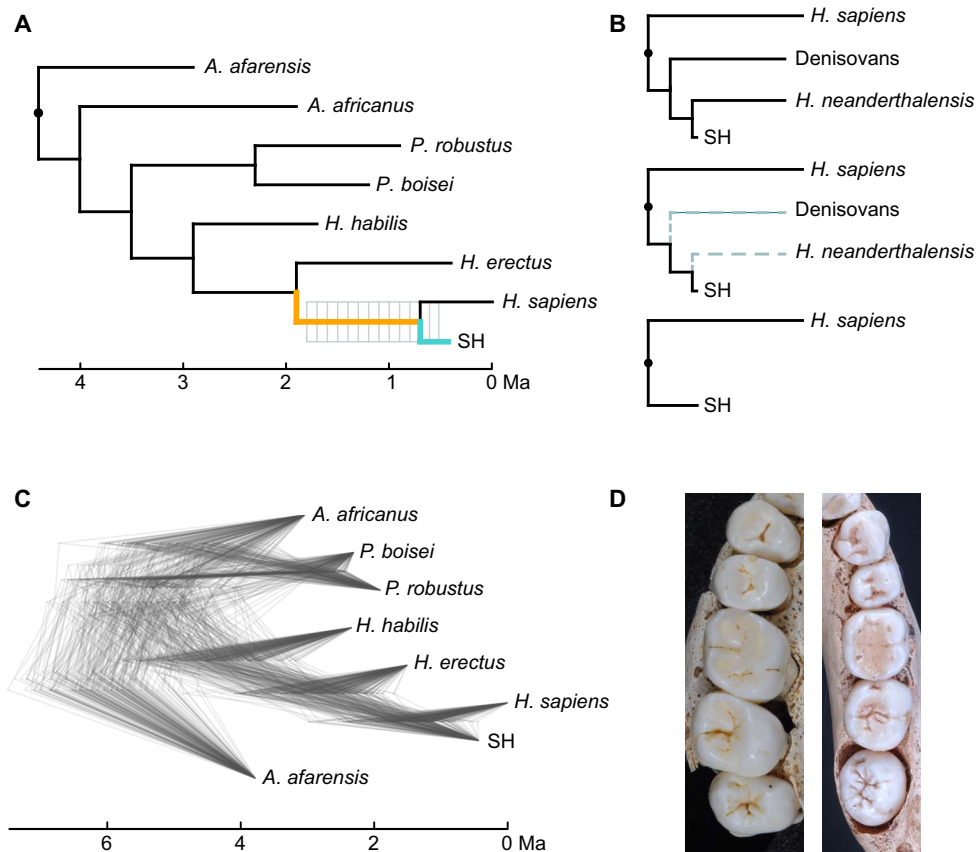 A
A. afarensis
A. africanus
P. robustus
P. boisei
H. habilis
H. erectus
H. sapiens
SH
4 3 2 1 0 Ma
B
H. sapiens
Denisovans
H. neanderthalensis
SH
H. sapiens
Denisovans
H. neanderthalensis
SH
H. sapiens
SH
C
A. africanus
P. boisei
P. robustus
H. habilis
H. erectus
H. sapiens
SH
A. afarensis
6 4 2 0 Ma
D